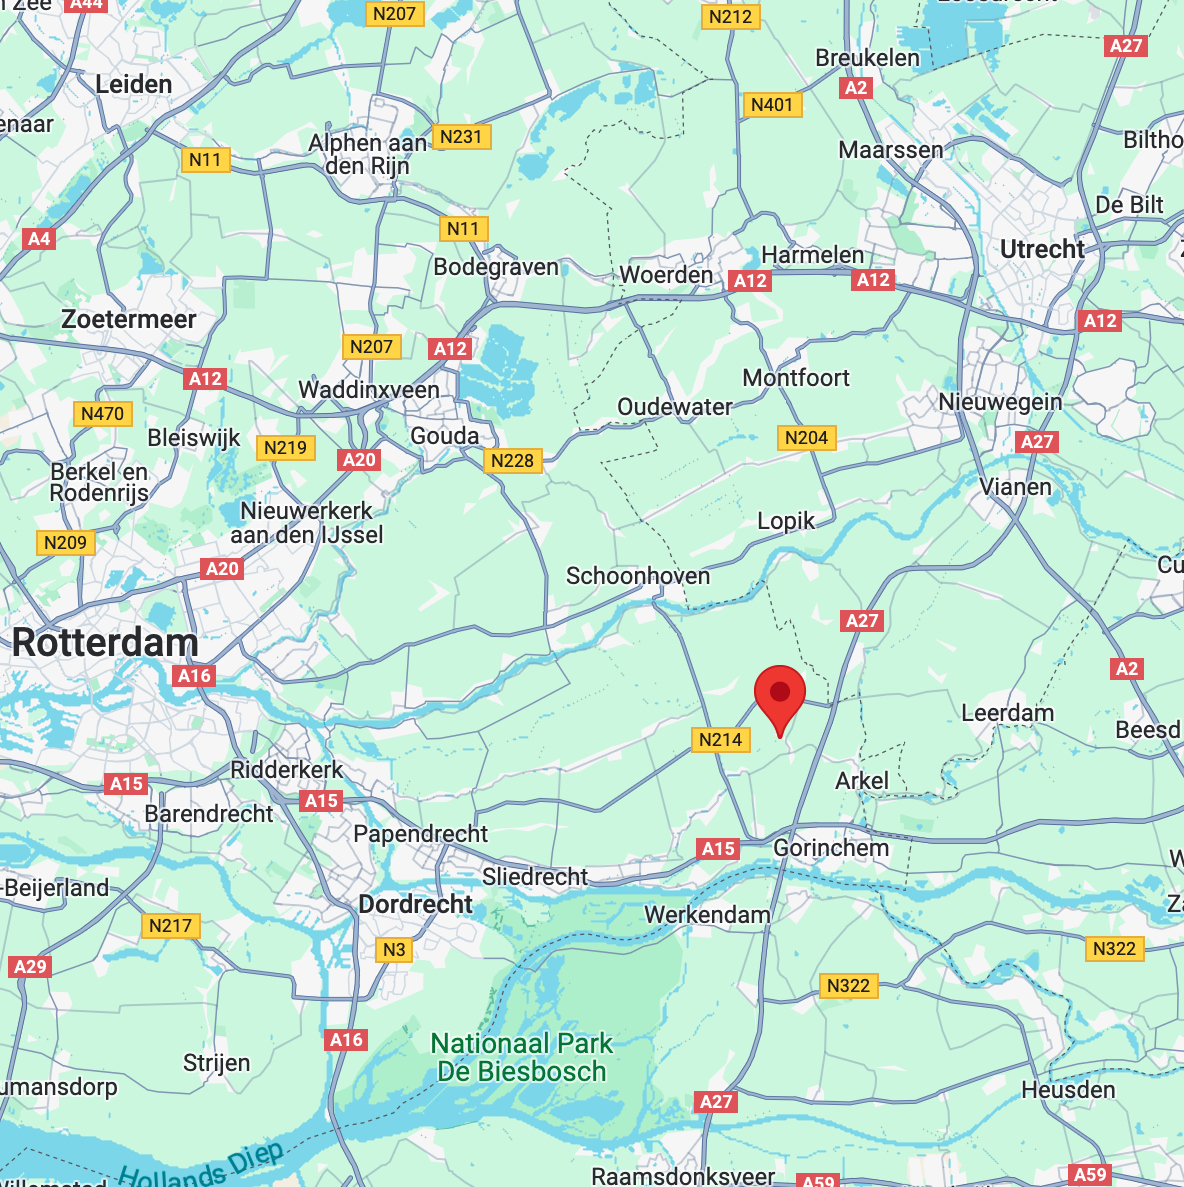 A44
N207
N212
Breukelen
A27
Leiden
A2
N401
enaar
Alphen aan
den Rijn
N231
Maarssen
Biltho
N11
De Bilt
A4
N11
Utrecht
Bodegraven
Woerden
Harmelen
A12
A12
Zoetermeer
A12
N207
A12
A12
Waddinxveen
Montfoort
Nieuwegein
N470
Oudewater
Bleiswijk
N219
Gouda
N204
A27
A20
N228
Berkel en
Rodenrijs
Vianen
Nieuwerkerk
aan den IJssel
Lopik
N209
A20
Schoonhoven
Cu
A27
Rotterdam
A16
A2
Leerdam
N214
Beesd
Ridderkerk
A15
A15
Arkel
Barendrecht
Papendrecht
A15
Gorinchem
W
Sliedrecht
-Beijerland
Dordrecht
Werkendam
N217
N3
N322
A29
N322
A16
Nationaal Park
De Biesbosch
Strijen
umansdorp
A27
Heusden
Hollands Diep
Raamsdonksveer
A59
A59